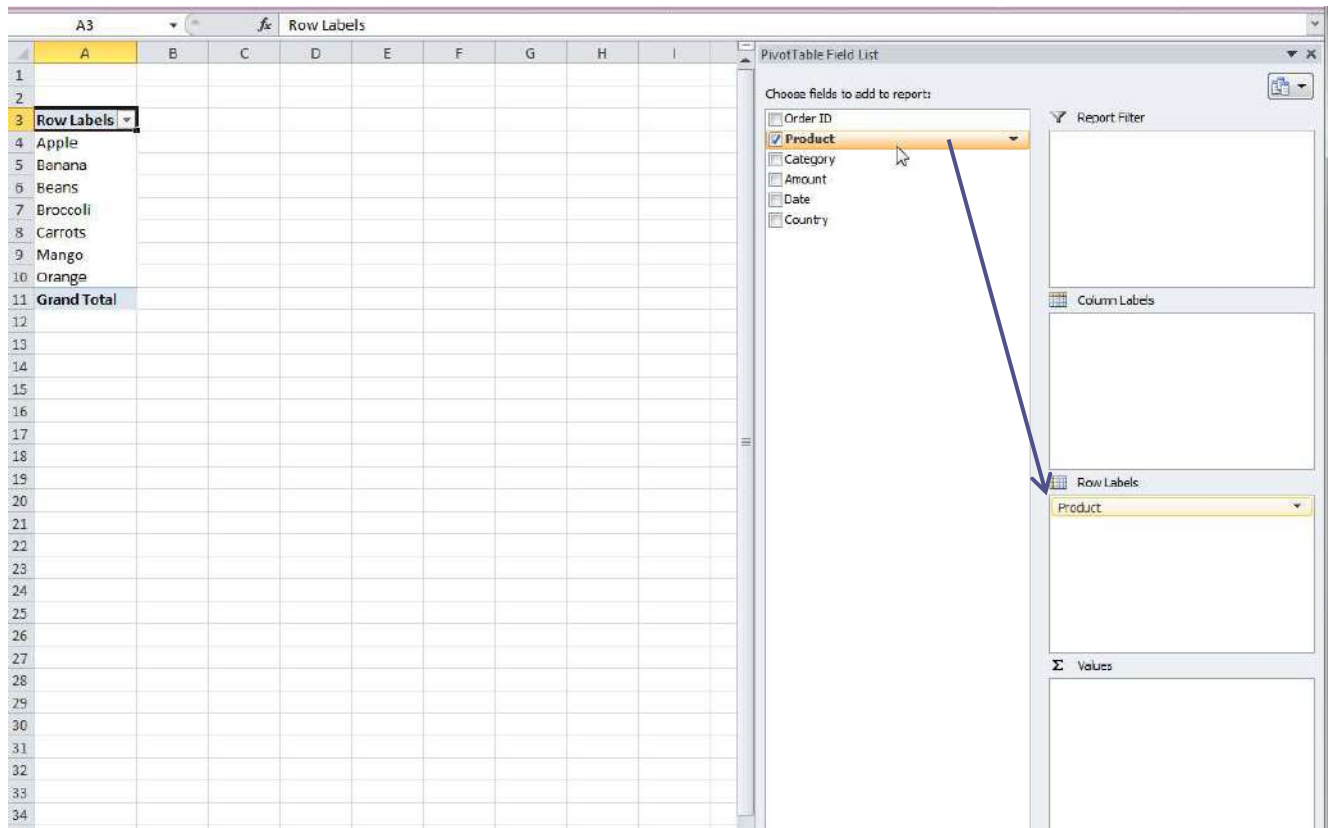 A3 fx Row Labels
A B C D E F G H I
1
2
3 Row Labels
4 Apple
5 Banana
6 Beans
7 Broccoli
8 Carrots
9 Mango
10 Orange
11 Grand Total
12
13
14
15
16
17
18
19
20
21
22
23
24
25
26
27
28
29
30
31
32
33
34
PivotTable Field List
Choose fields to add to report:
Order ID
Product
Category
Amount
Date
Country
Report Filter
Column Labels
Row Labels
Product
Σ Values